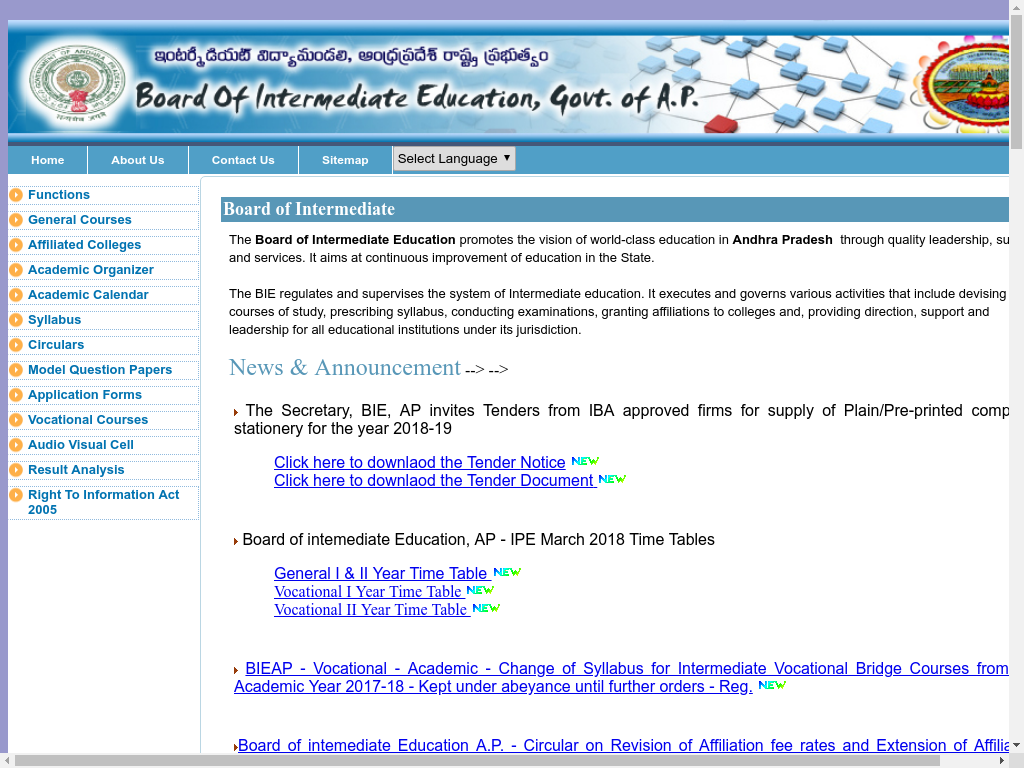 ఇంటర్మీడియట్ విద్యామండలి, ఆంధ్రప్రదేశ్ రాష్ట్ర ప్రభుత్వం
Board Of Intermediate Education, Govt. of A.P.
Home
About Us
Contact Us
Sitemap
Select Language
Functions
General Courses
Affiliated Colleges
Academic Organizer
Academic Calendar
Syllabus
Circulars
Model Question Papers
Application Forms
Vocational Courses
Audio Visual Cell
Result Analysis
Right To Information Act
2005
Board of Intermediate
The Board of Intermediate Education promotes the vision of world-class education in Andhra Pradesh through quality leadership, su
and services. It aims at continuous improvement of education in the State.
The BIE regulates and supervises the system of Intermediate education. It executes and governs various activities that include devising
courses of study, prescribing syllabus, conducting examinations, granting affiliations to colleges and, providing direction, support and
leadership for all educational institutions under its jurisdiction.
News & Announcement --> -->
The Secretary, BIE, AP invites Tenders from IBA approved firms for supply of Plain/Pre-printed comp
stationery for the year 2018-19
Click here to downlaod the Tender Notice NEW
Click here to downlaod the Tender Document NEW
Board of intemediate Education, AP - IPE March 2018 Time Tables
General I & II Year Time Table NEW
Vocational I Year Time Table NEW
Vocational II Year Time Table NEW
BIEAP - Vocational - Academic - Change of Syllabus for Intermediate Vocational Bridge Courses from
Academic Year 2017-18 - Kept under abeyance until further orders - Reg. NEW
Board of intemediate Education A.P. - Circular on Revision of Affiliation fee rates and Extension of Affilia